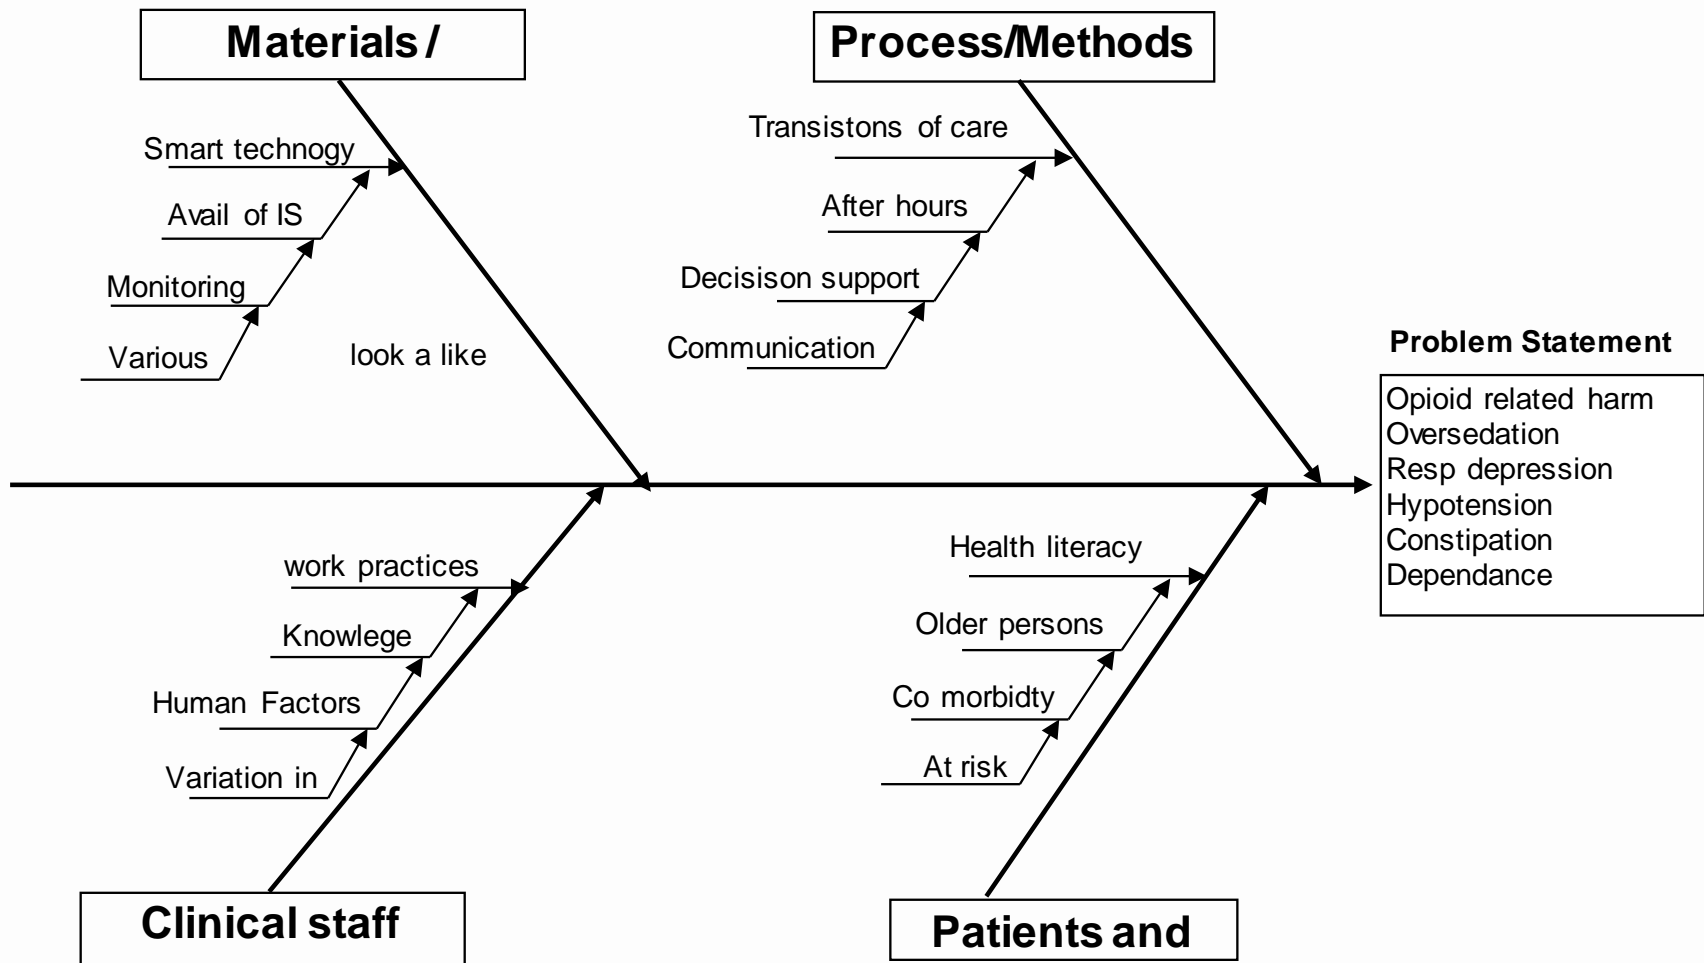 Materials /
Process/Methods
Smart technogy
Avail of IS
Monitoring
Various
look a like
Transistons of care
After hours
Decisison support
Communication
Problem Statement
Opioid related harm
Oversedation
Resp depression
Hypotension
Constipation
Dependance
work practices
Knowlege
Human Factors
Variation in
Health literacy
Older persons
Co morbidty
At risk
Clinical staff
Patients and